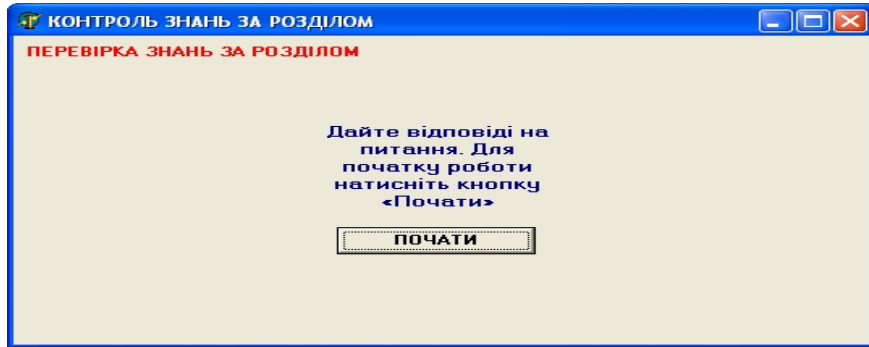 КОНТРОЛЬ ЗНАНЬ ЗА РОЗДІЛОМ
ПЕРЕВІРКА ЗНАНЬ ЗА РОЗДІЛОМ
Дайте відповіді на
питання. Для
початку роботи
натисніть кнопку
«Почати»
ПОЧАТИ